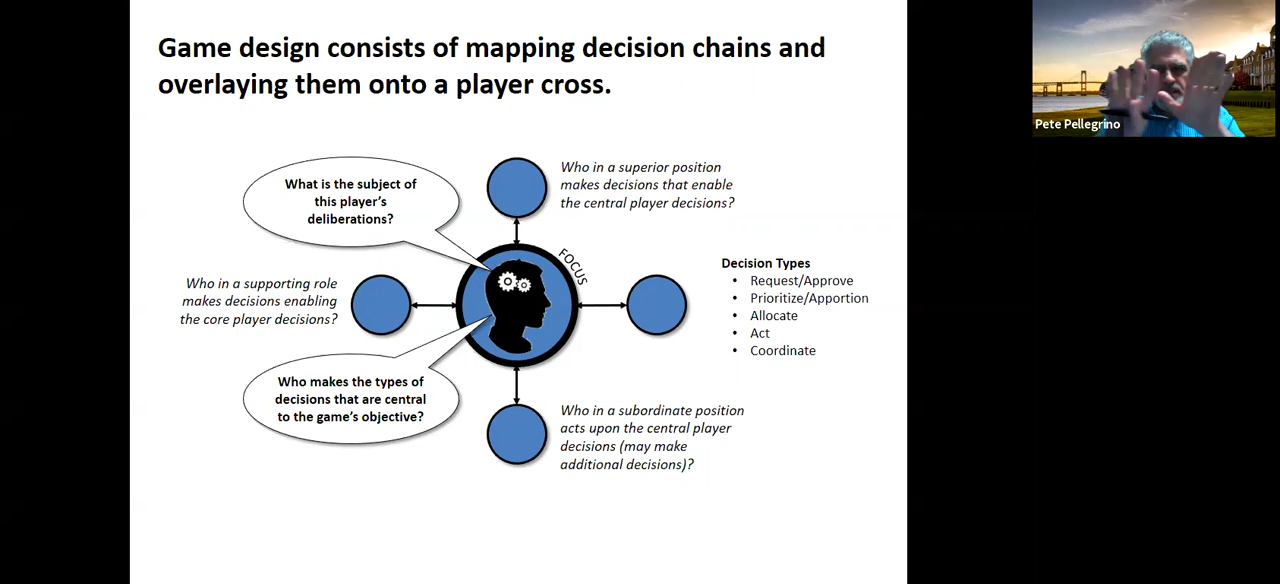 Game design consists of mapping decision chains and
overlaying them onto a player cross.
Pete Pellegrino
What is the subject of
this player's
deliberations?
Who in a superior position
makes decisions that enable
the central player decisions?
FOCUS
Who in a supporting role
makes decisions enabling
the core player decisions?
Decision Types
• Request/Approve
• Prioritize/Apportion
• Allocate
• Act
• Coordinate
Who makes the types of
decisions that are central
to the game's objective?
Who in a subordinate position
acts upon the central player
decisions (may make
additional decisions)?